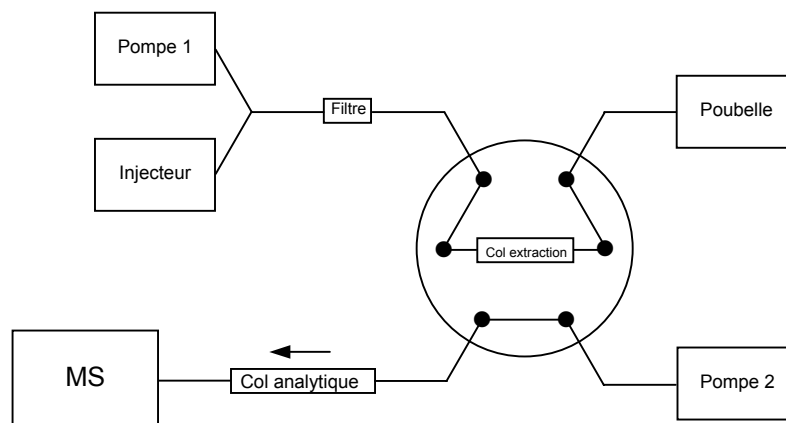 Pompe 1
Filtre
Poubelle
Injecteur
Col extraction
MS
Col analytique
Pompe 2